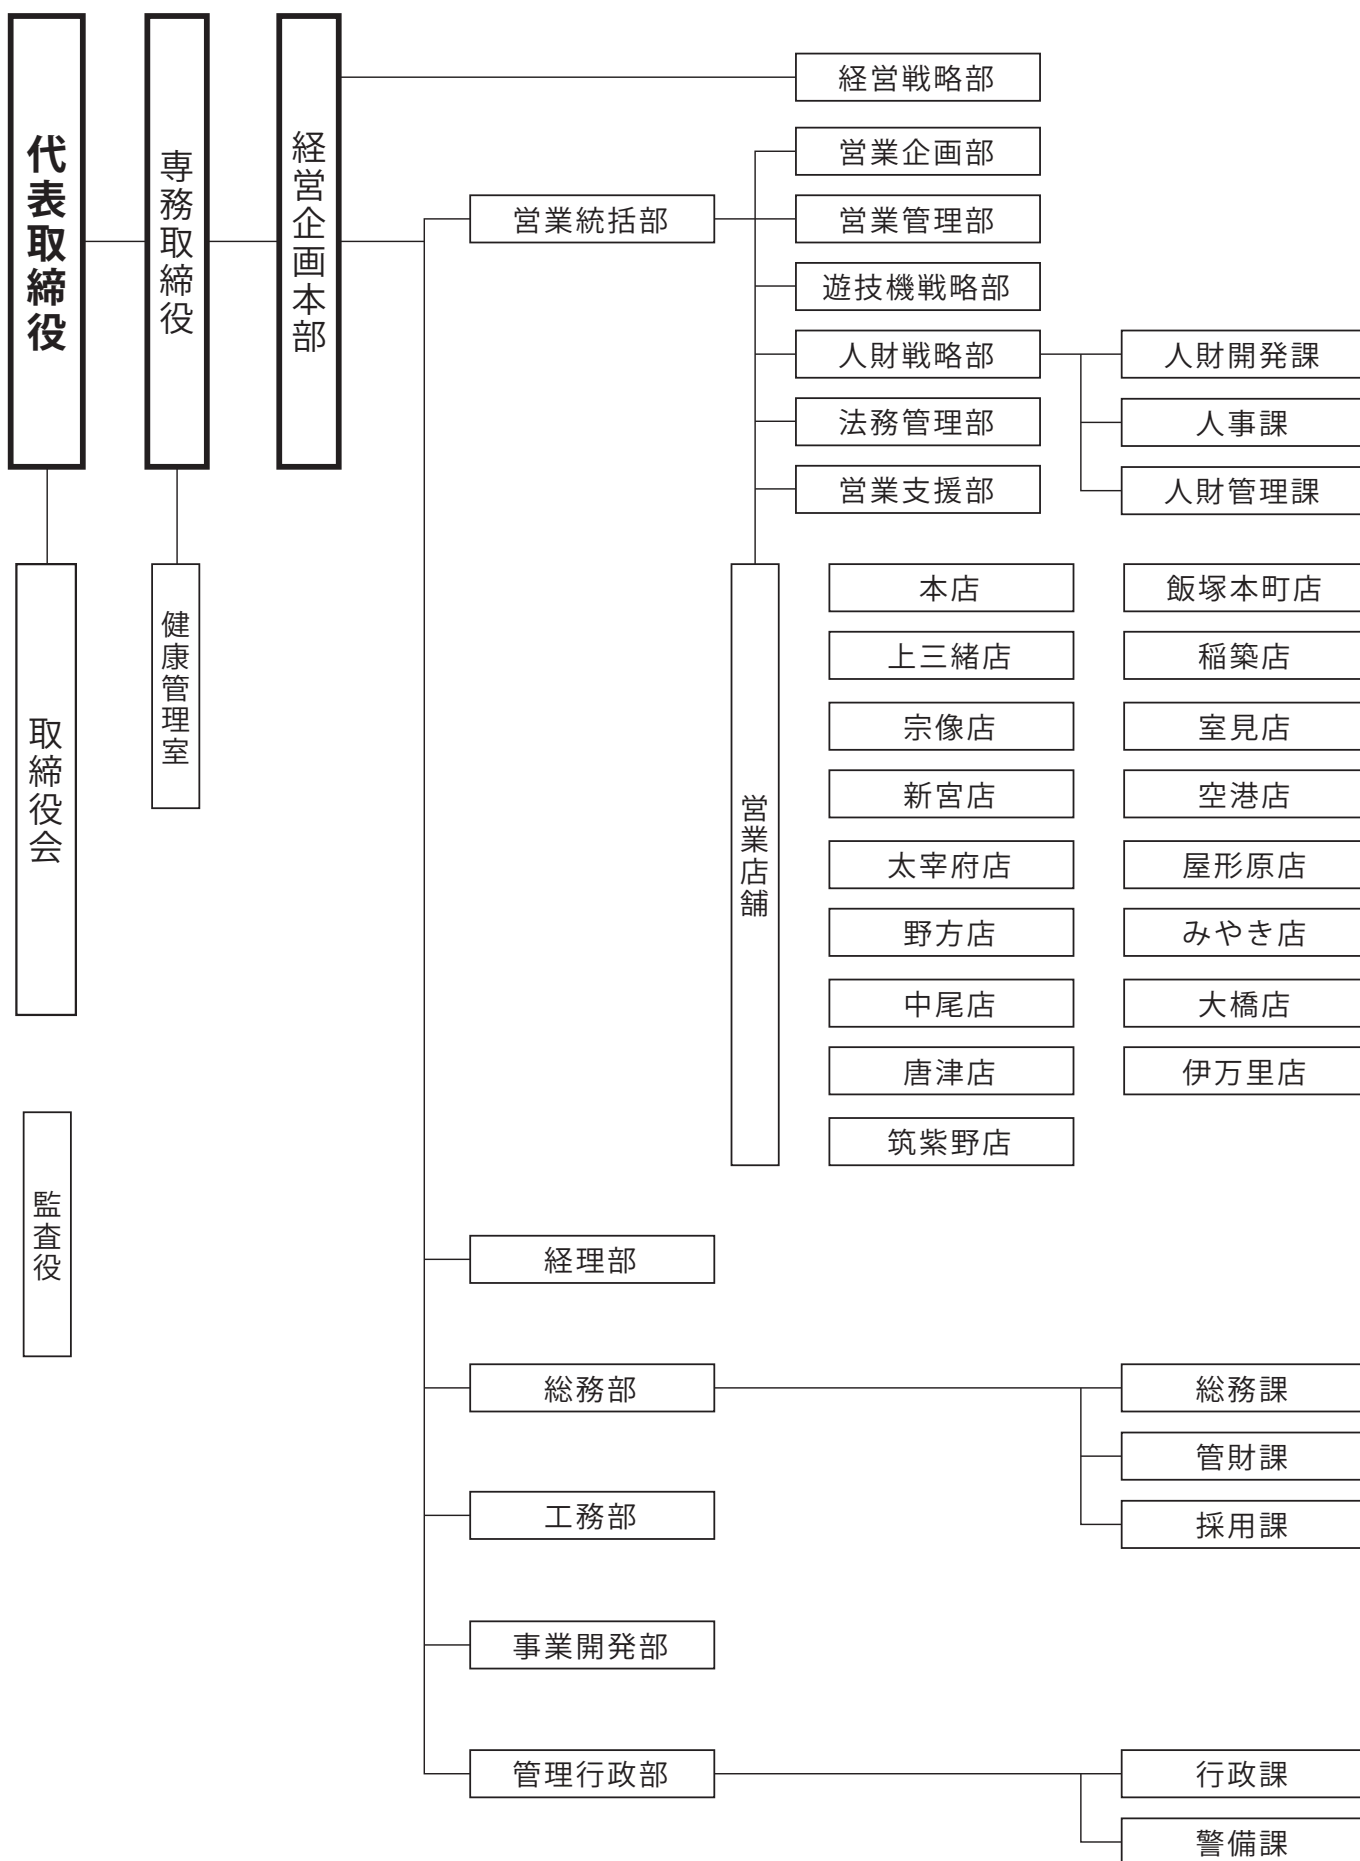 代表取締役
専務取締役
経営企画本部
取締役会
健康管理室
監査役
経営戦略部
営業統括部
営業企画部
営業管理部
遊技機戦略部
人財戦略部
人財開発課
人事課
人財管理課
法務管理部
営業支援部
営業店舗
本店
飯塚本町店
上三緒店
稲築店
宗像店
室見店
新宮店
空港店
太宰府店
屋形原店
野方店
みやき店
中尾店
大橋店
唐津店
伊万里店
筑紫野店
経理部
総務部
総務課
管財課
採用課
工務部
事業開発部
管理行政部
行政課
警備課